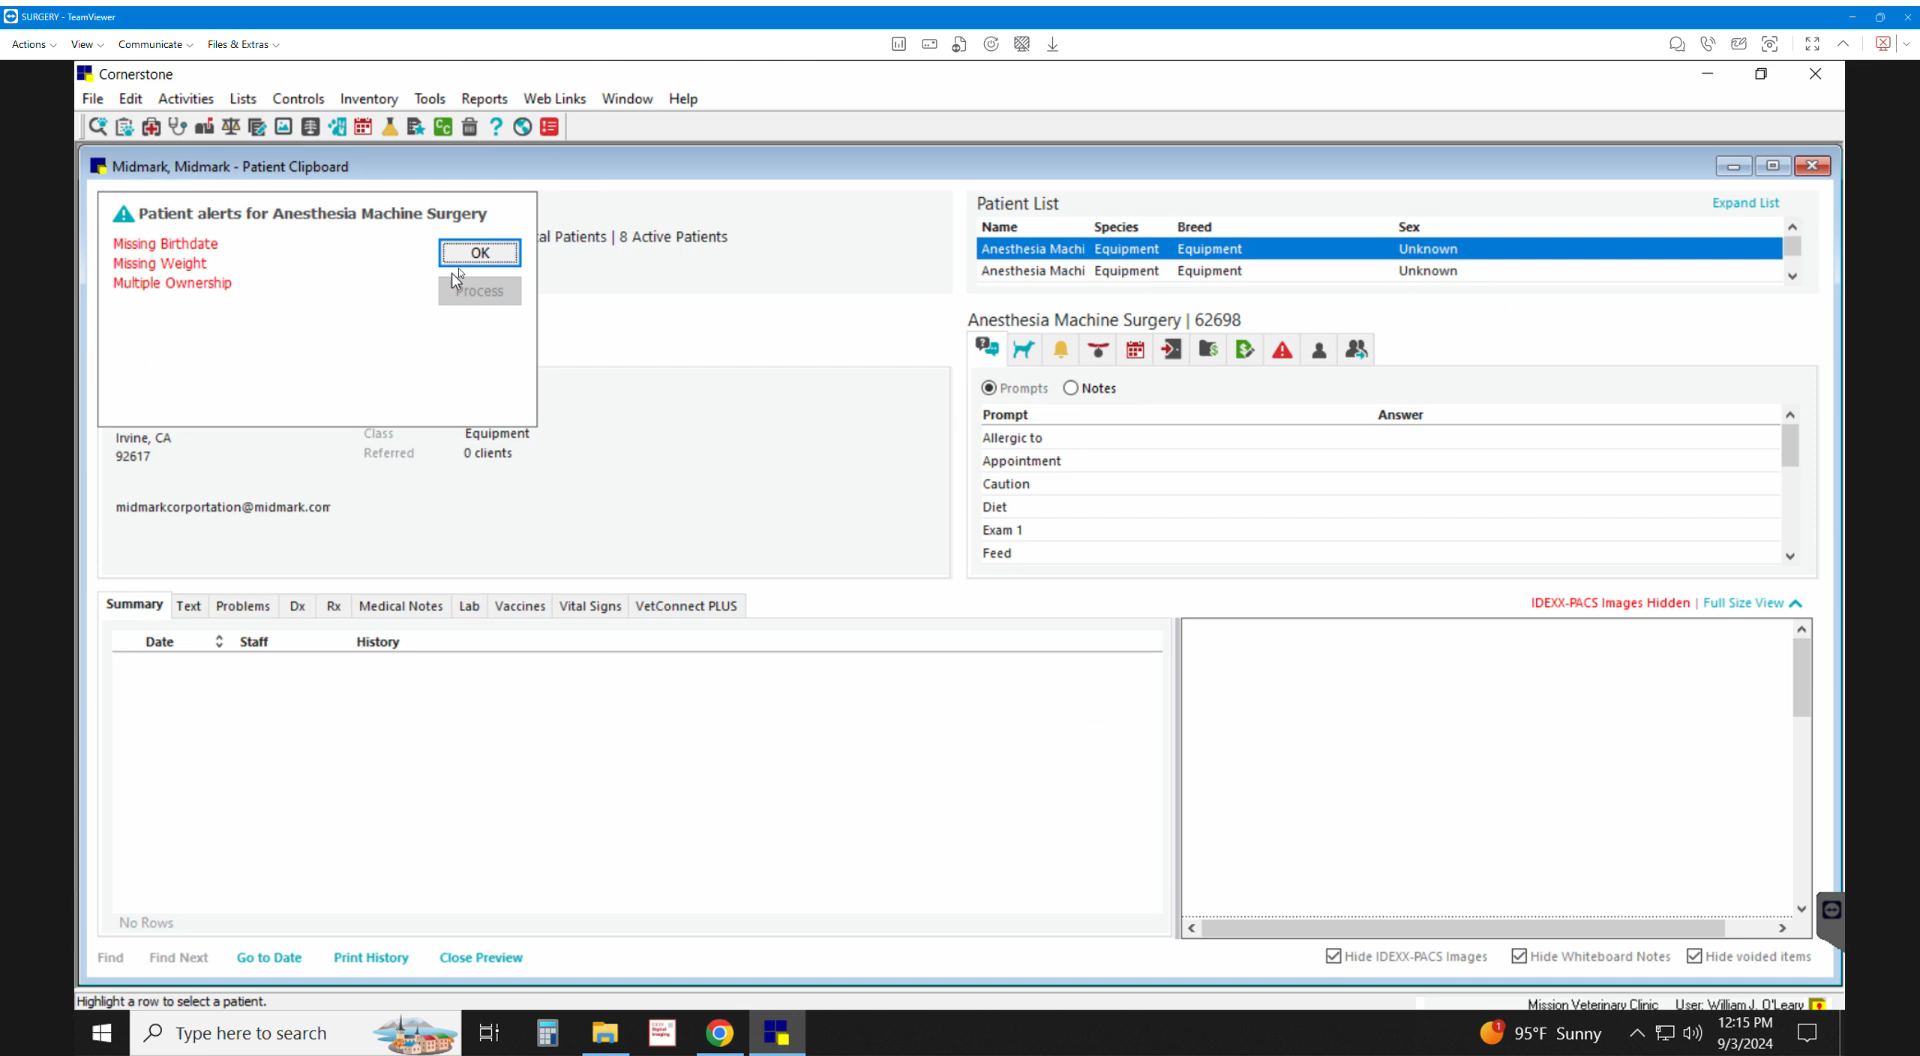 SURGERY - TeamViewer
Actions View Communicate Files & Extras
Cornerstone
File Edit Activities Lists Controls Inventory Tools Reports Web Links Window Help
Midmark, Midmark - Patient Clipboard
Patient alerts for Anesthesia Machine Surgery
Missing Birthdate
Missing Weight
Multiple Ownership
OK
Process
al Patients | 8 Active Patients
Irvine, CA
92617
Class Equipment
Referred 0 clients
midmarkcorportation@midmark.com
Patient List Expand List
Name Species Breed Sex
Anesthesia Machi Equipment Equipment Unknown
Anesthesia Machi Equipment Equipment Unknown
Anesthesia Machine Surgery | 62698
Prompts Notes
Prompt Answer
Allergic to
Appointment
Caution
Diet
Exam 1
Feed
Summary Text Problems Dx Rx Medical Notes Lab Vaccines Vital Signs VetConnect PLUS
IDEXX-PACS Images Hidden | Full Size View
Date Staff History
No Rows
Find Find Next Go to Date Print History Close Preview
Hide IDEXX-PACS Images Hide Whiteboard Notes Hide voided items
Highlight a row to select a patient.
Mission Veterinary Clinic User: William J. O'Leary
Type here to search
1 95°F Sunny
12:15 PM
9/3/2024